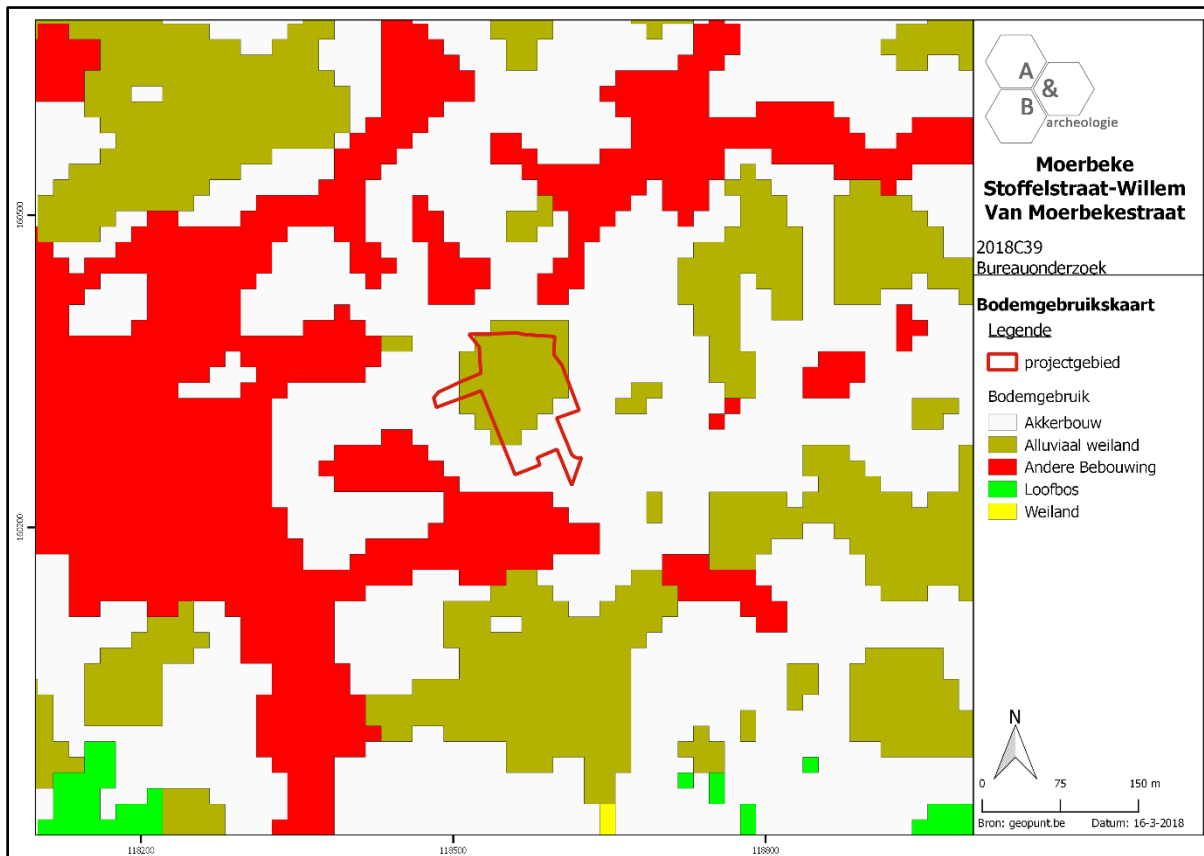 A
&
B
archeologie
Moerbeke
Stoffelstraat-Willem
Van Moerbekestraat
2018C39
Bureauonderzoek
Bodemgebruikskaart
Legende
projectgebied
Bodemgebruik
Akkerbouw
Alluviaal weiland
Andere Bebouwing
Loofbos
Weiland
N
0 75 150 m
Bron: geopunt.be Datum: 16-3-2018
160500
160200
118200 118500 118800